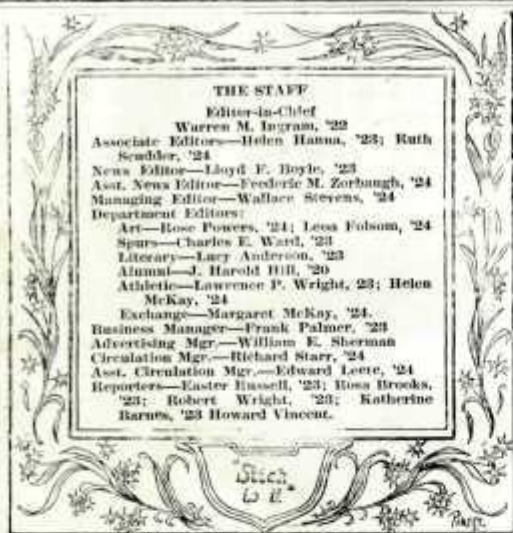 THE STAFF
Editor-in-Chief
Warren M. Ingram, '22
Associate Editors—Helen Hanna, '23; Ruth
Scudder, '24
News Editor—Lloyd F. Boyle, '23
Asst. News Editor—Frederic M. Zorbaugh, '24
Managing Editor—Wallace Stevens, '24
Department Editors:
Art—Rose Powers, '24; Leoa Folsom, '24
Spurs—Charles E. Ward, '23
Literary—Lucy Anderson, '23
Alumni—J. Harold Hill, '20
Athletic—Lawrence P. Wright, 23; Helen
McKay, '24
Exchange—Margaret McKay, '24.
Business Manager—Frank Palmer, '23
Advertising Mgr.—William E. Sherman
Circulation Mgr.—Richard Starr, '24
Asst. Circulation Mgr.—Edward Leete, '24
Reporters—Easter Russell, '23; Rosa Brooks,
'23; Robert Wright, '23; Katherine
Barnes, '23 Howard Vincent.
"Stick